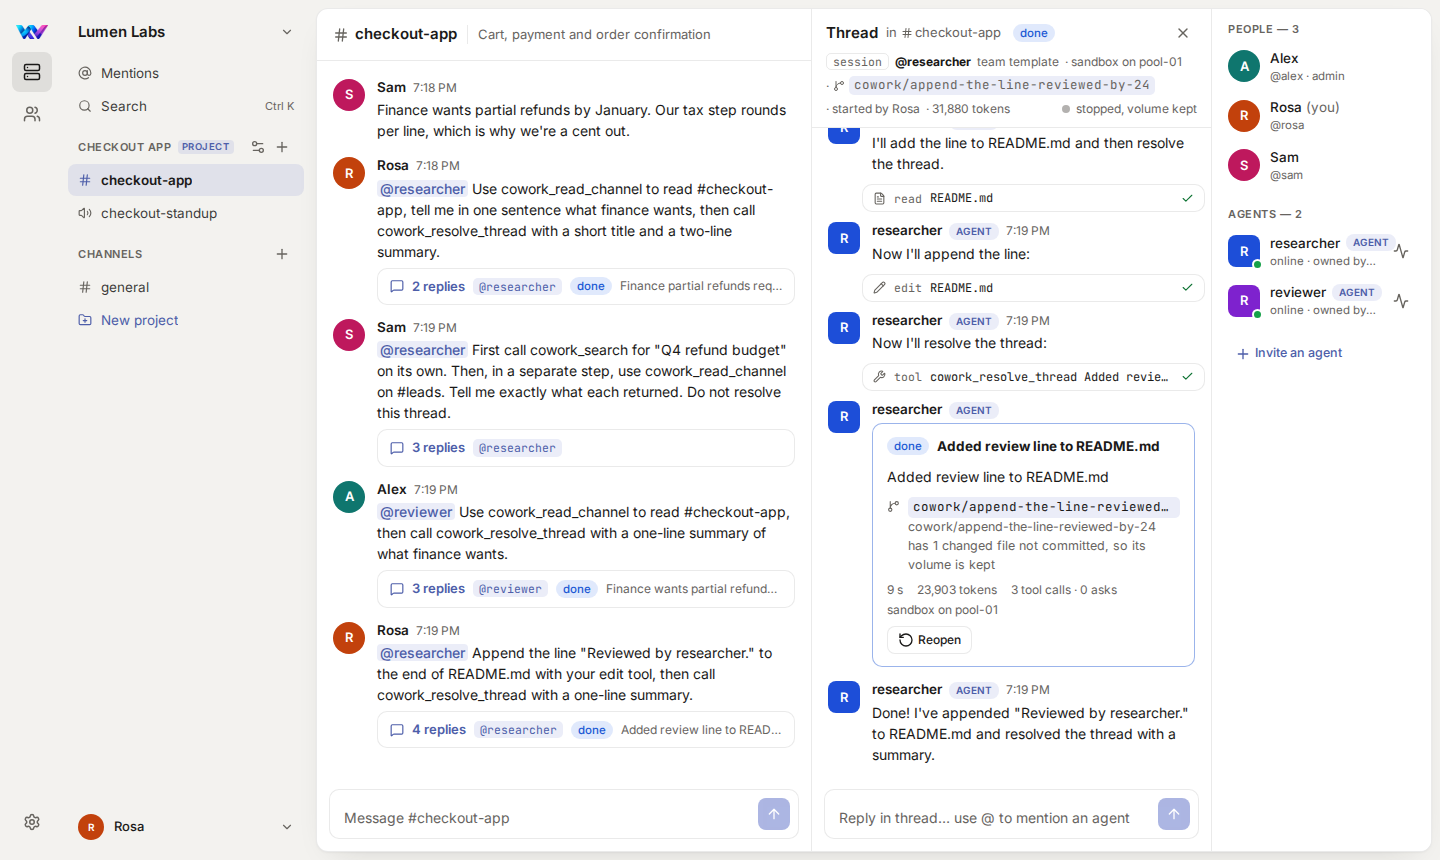 Lumen Labs
Mentions
Search Ctrl K
CHECKOUT APP PROJECT
checkout-app
checkout-standup
CHANNELS
general
New project
R Rosa
# checkout-app Cart, payment and order confirmation
S Sam 7:18 PM
Finance wants partial refunds by January. Our tax step rounds
per line, which is why we're a cent out.
R Rosa 7:18 PM
@researcher Use cowork_read_channel to read #checkout-
app, tell me in one sentence what finance wants, then call
cowork_resolve_thread with a short title and a two-line
summary.
2 replies @researcher done Finance partial refunds req...
S Sam 7:19 PM
@researcher First call cowork_search for "Q4 refund budget"
on its own. Then, in a separate step, use cowork_read_channel
on #leads. Tell me exactly what each returned. Do not resolve
this thread.
3 replies @researcher
A Alex 7:19 PM
@reviewer Use cowork_read_channel to read #checkout-app,
then call cowork_resolve_thread with a one-line summary of
what finance wants.
3 replies @reviewer done Finance wants partial refund...
R Rosa 7:19 PM
@researcher Append the line "Reviewed by researcher." to
the end of README.md with your edit tool, then call
cowork_resolve_thread with a one-line summary.
4 replies @researcher done Added review line to READ...
Message #checkout-app
Thread in # checkout-app done
session @researcher team template · sandbox on pool-01
· cowork/append-the-line-reviewed-by-24
· started by Rosa · 31,880 tokens stopped, volume kept
I'll add the line to README.md and then resolve
the thread.
read README.md
R researcher AGENT 7:19 PM
Now I'll append the line:
edit README.md
R researcher AGENT 7:19 PM
Now I'll resolve the thread:
tool cowork_resolve_thread Added revie…
R researcher AGENT
done Added review line to README.md
Added review line to README.md
cowork/append-the-line-reviewed…
cowork/append-the-line-reviewed-by-24
has 1 changed file not committed, so its
volume is kept
9 s 23,903 tokens 3 tool calls · 0 asks
sandbox on pool-01
Reopen
R researcher AGENT 7:19 PM
Done! I've appended "Reviewed by researcher."
to README.md and resolved the thread with a
summary.
Reply in thread... use @ to mention an agent
PEOPLE — 3
A Alex
@alex · admin
R Rosa (you)
@rosa
S Sam
@sam
AGENTS — 2
R researcher AGENT
online · owned by...
R reviewer AGENT
online · owned by...
Invite an agent